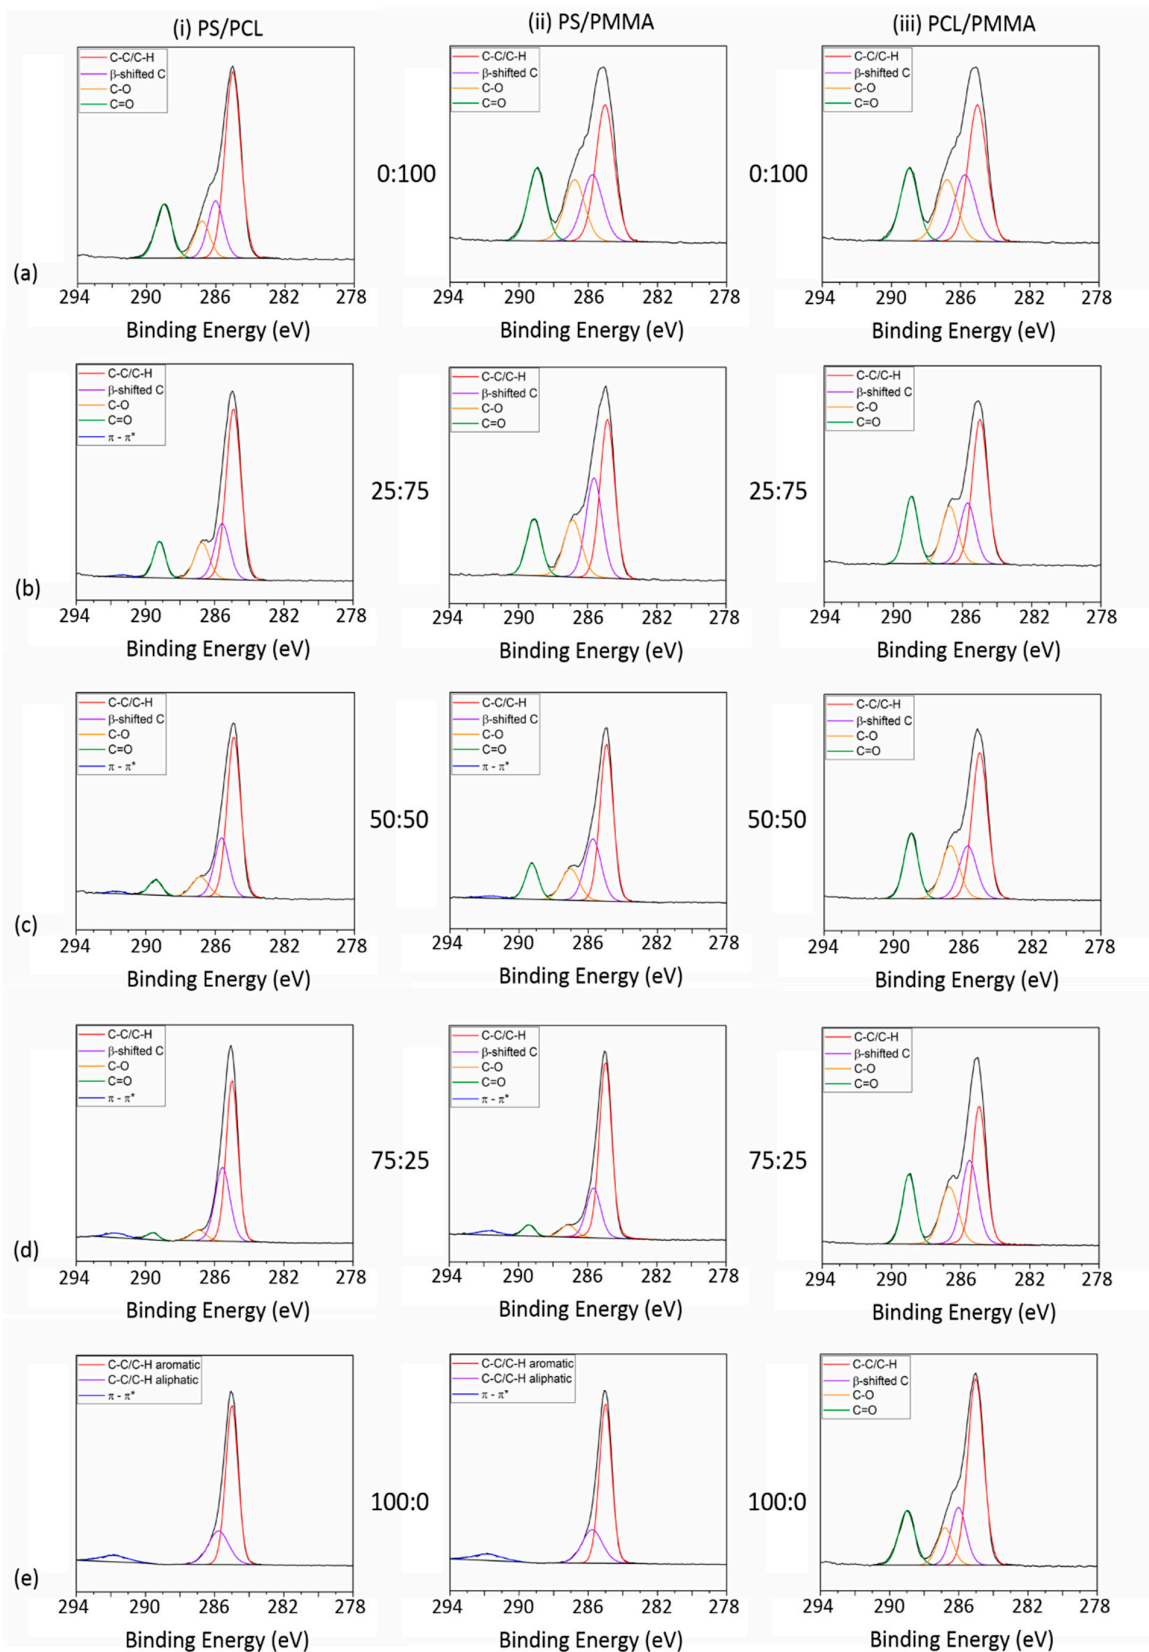 (i) PS/PCL
(ii) PS/PMMA
(iii) PCL/PMMA
C-C/C-H
β-shifted C
C-O
C=O
C-C/C-H
β-shifted C
C-O
C=O
C-C/C-H
β-shifted C
C-O
C=O
0:100
0:100
(a)
294 290 286 282 278
294 290 286 282 278
294 290 286 282 278
Binding Energy (eV)
Binding Energy (eV)
Binding Energy (eV)
C-C/C-H
β-shifted C
C-O
C=O
π - π*
C-C/C-H
β-shifted C
C-O
C=O
C-C/C-H
β-shifted C
C-O
C=O
25:75
25:75
(b)
294 290 286 282 278
294 290 286 282 278
294 290 286 282 278
Binding Energy (eV)
Binding Energy (eV)
Binding Energy (eV)
C-C/C-H
β-shifted C
C-O
C=O
π - π*
C-C/C-H
β-shifted C
C-O
C=O
π - π*
C-C/C-H
β-shifted C
C-O
C=O
50:50
50:50
(c)
294 290 286 282 278
294 290 286 282 278
294 290 286 282 278
Binding Energy (eV)
Binding Energy (eV)
Binding Energy (eV)
C-C/C-H
β-shifted C
C-O
C=O
π - π*
C-C/C-H
β-shifted C
C-O
C=O
π - π*
C-C/C-H
β-shifted C
C-O
C=O
75:25
75:25
(d)
294 290 286 282 278
294 290 286 282 278
294 290 286 282 278
Binding Energy (eV)
Binding Energy (eV)
Binding Energy (eV)
C-C/C-H aromatic
C-C/C-H aliphatic
π - π*
C-C/C-H aromatic
C-C/C-H aliphatic
π - π*
C-C/C-H
β-shifted C
C-O
C=O
100:0
100:0
(e)
294 290 286 282 278
294 290 286 282 278
294 290 286 282 278
Binding Energy (eV)
Binding Energy (eV)
Binding Energy (eV)